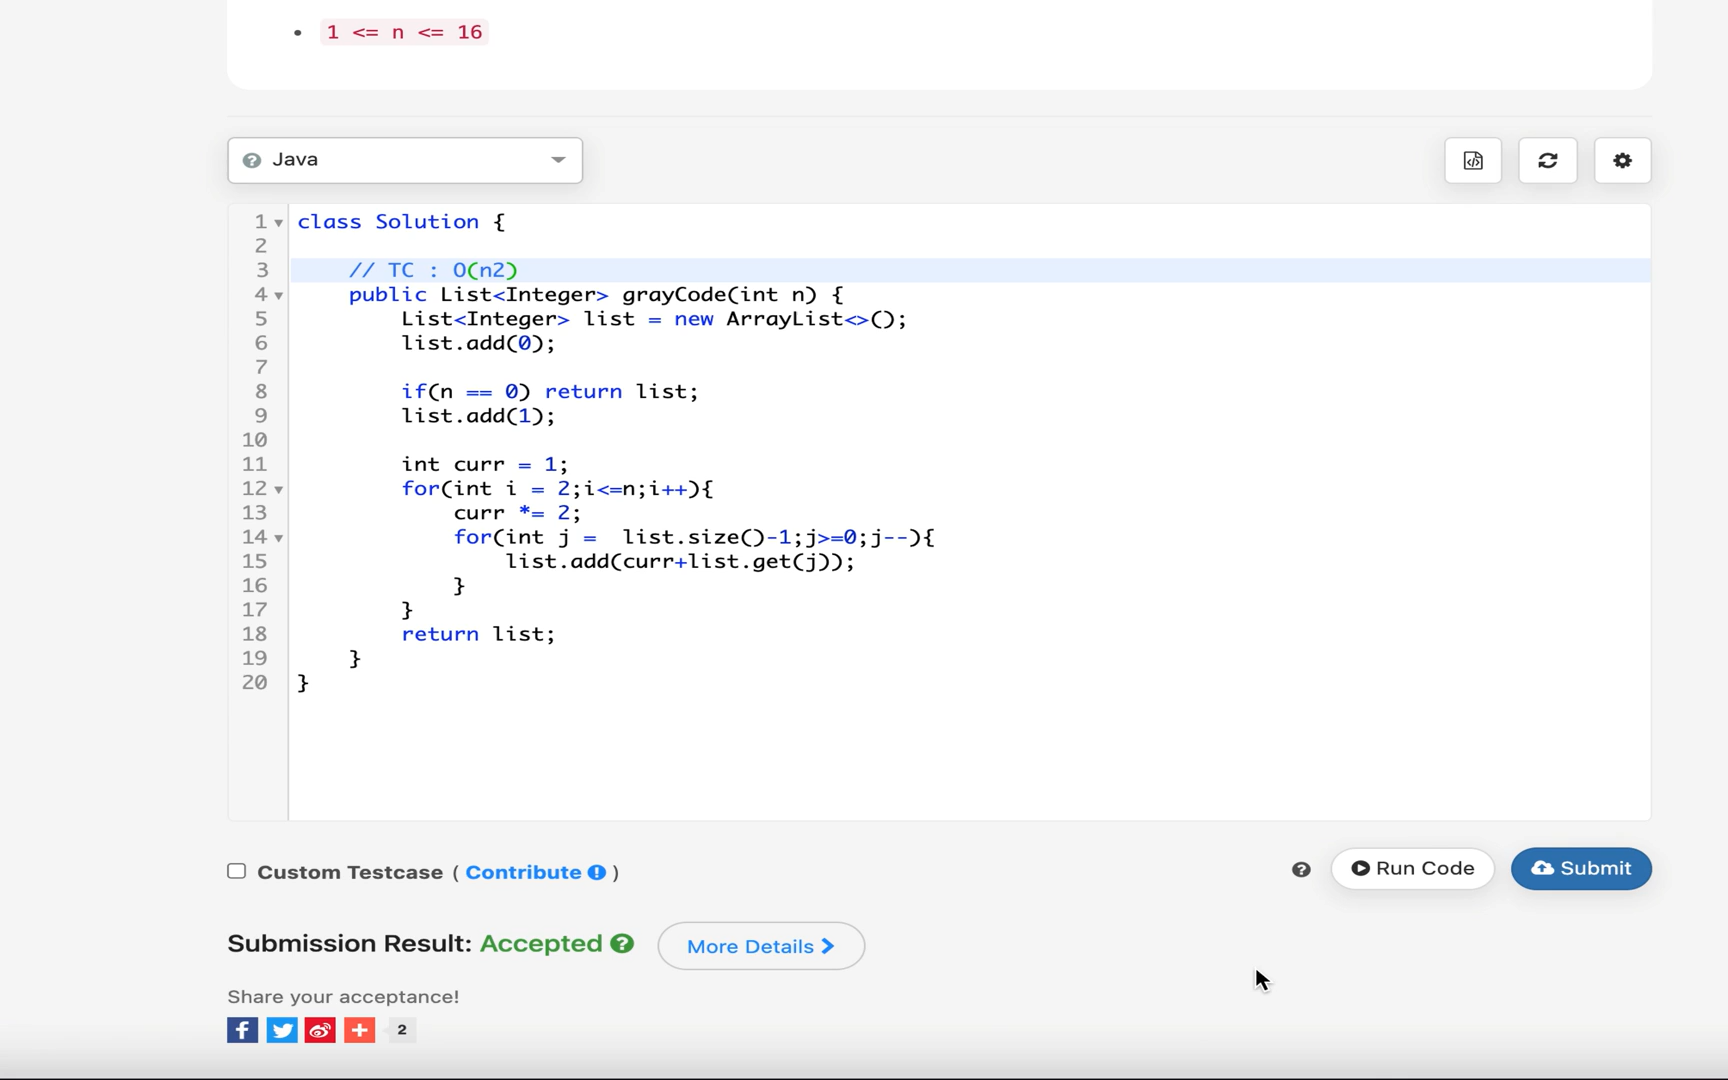 1 <= n <= 16
Java
1 class Solution {
2
3 // TC : O(n2)
4 public List<Integer> grayCode(int n) {
5 List<Integer> list = new ArrayList<>();
6 list.add(0);
7
8 if(n == 0) return list;
9 list.add(1);
10
11 int curr = 1;
12 for(int i = 2;i<=n;i++){
13 curr *= 2;
14 for(int j =  list.size()-1;j>=0;j--){
15 list.add(curr+list.get(j));
16 }
17 }
18 return list;
19 }
20 }
Custom Testcase ( Contribute )
Run Code
Submit
Submission Result: Accepted
More Details
Share your acceptance!
2